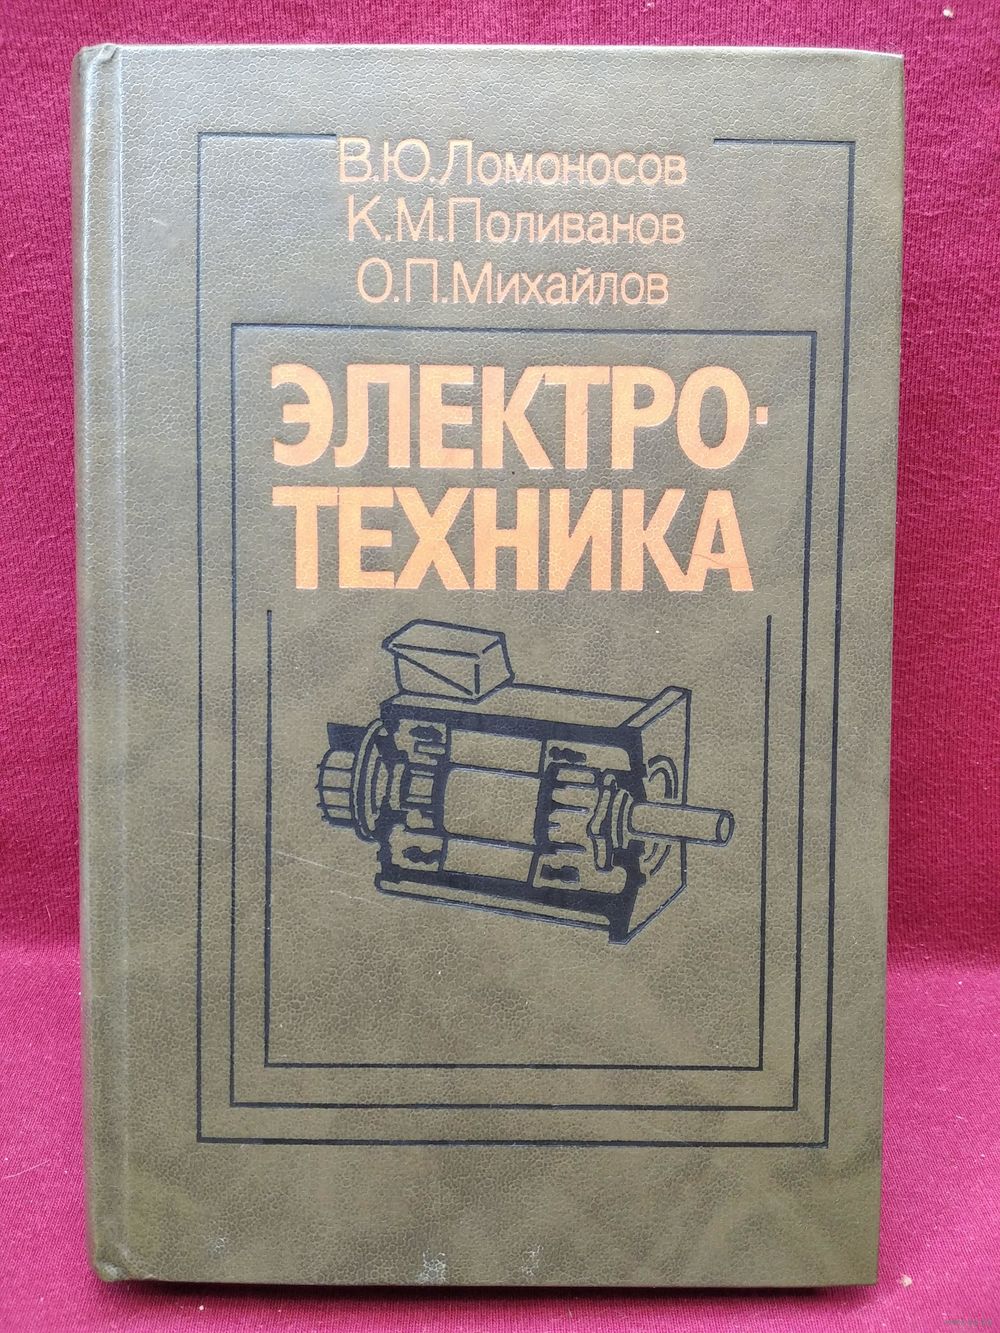 В.Ю.Ломоносов
К.М.Поливанов
О.П.Михайлов
ЭЛЕКТРО-
ТЕХНИКА